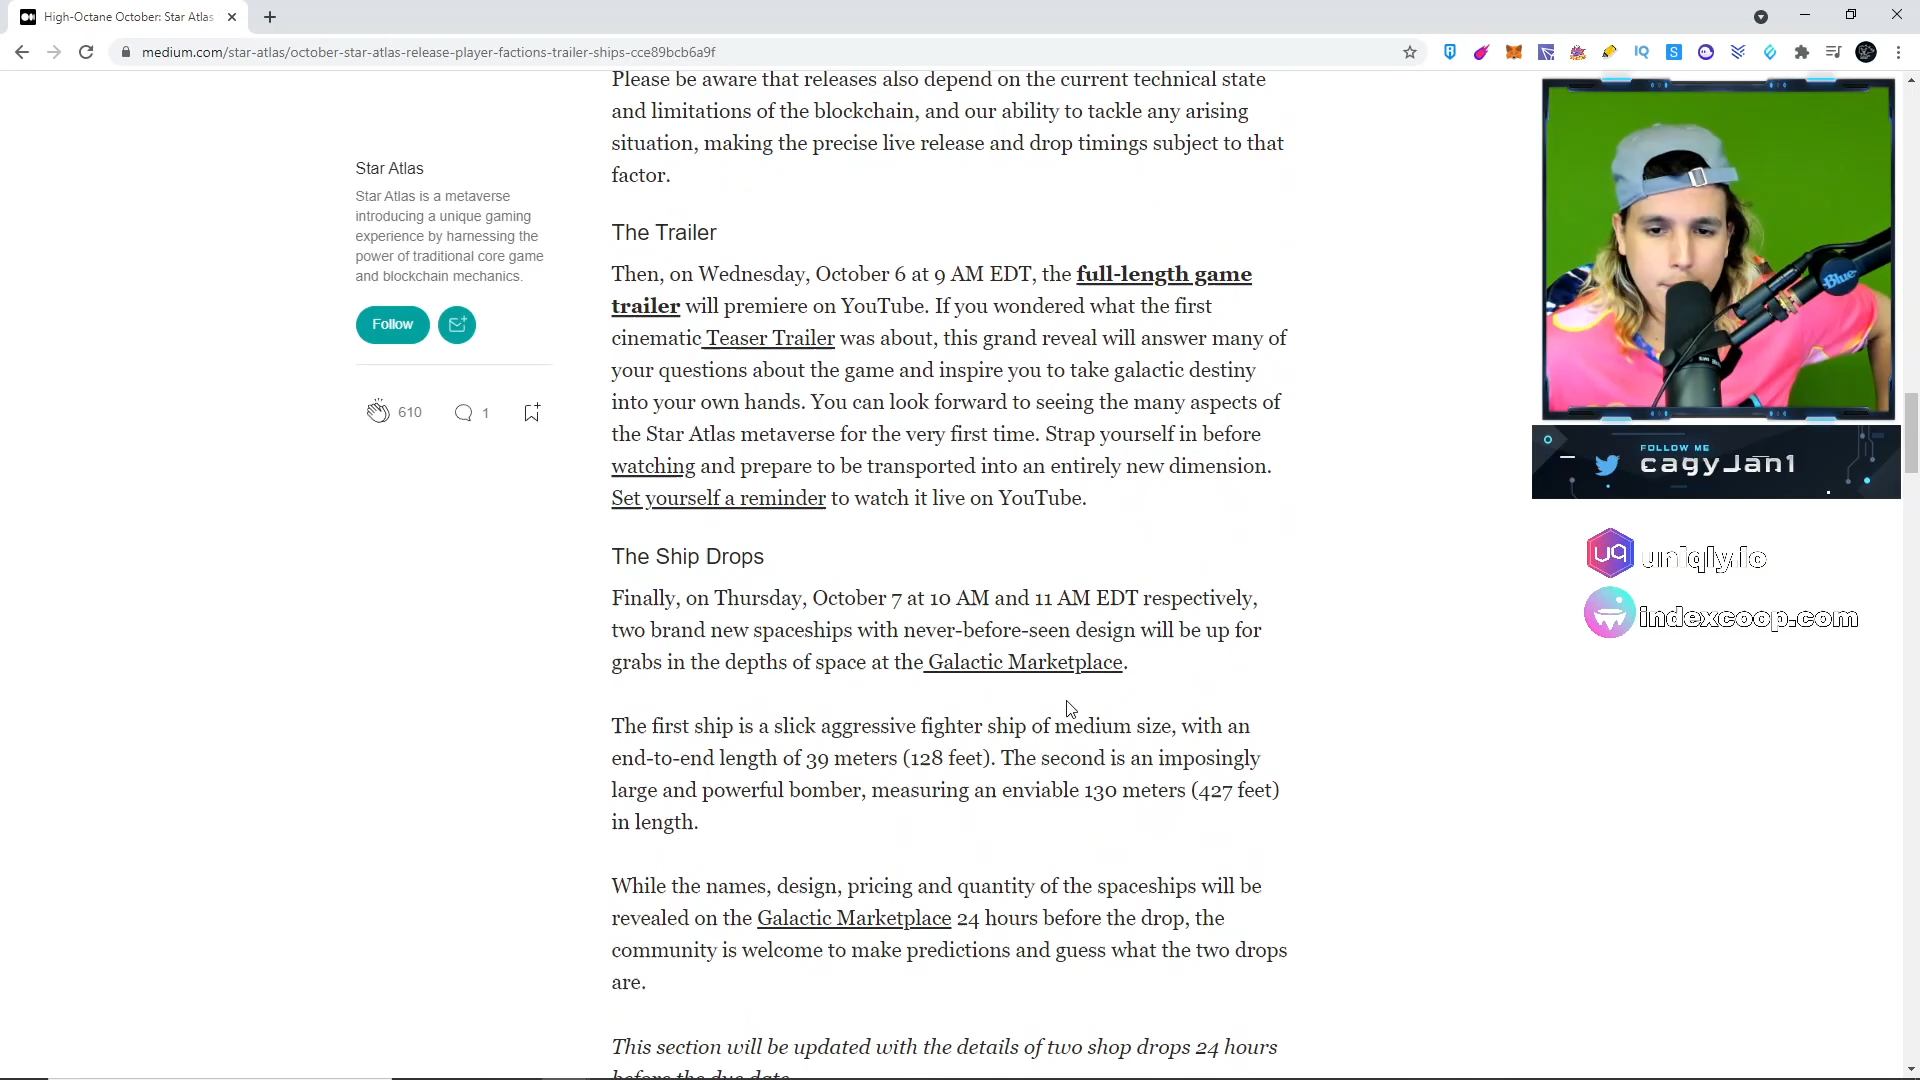 High-Octane October: Star Atlas
medium.com/star-atlas/october-star-atlas-release-player-factions-trailer-ships-cce89bcb6a9f
Please be aware that releases also depend on the current technical state
and limitations of the blockchain, and our ability to tackle any arising
situation, making the precise live release and drop timings subject to that
factor.
Star Atlas
Star Atlas is a metaverse
introducing a unique gaming
experience by harnessing the
power of traditional core game
and blockchain mechanics.
Follow
610
1
The Trailer
Then, on Wednesday, October 6 at 9 AM EDT, the full-length game
trailer will premiere on YouTube. If you wondered what the first
cinematic Teaser Trailer was about, this grand reveal will answer many of
your questions about the game and inspire you to take galactic destiny
into your own hands. You can look forward to seeing the many aspects of
the Star Atlas metaverse for the very first time. Strap yourself in before
watching and prepare to be transported into an entirely new dimension.
Set yourself a reminder to watch it live on YouTube.
The Ship Drops
Finally, on Thursday, October 7 at 10 AM and 11 AM EDT respectively,
two brand new spaceships with never-before-seen design will be up for
grabs in the depths of space at the Galactic Marketplace.
The first ship is a slick aggressive fighter ship of medium size, with an
end-to-end length of 39 meters (128 feet). The second is an imposingly
large and powerful bomber, measuring an enviable 130 meters (427 feet)
in length.
While the names, design, pricing and quantity of the spaceships will be
revealed on the Galactic Marketplace 24 hours before the drop, the
community is welcome to make predictions and guess what the two drops
are.
This section will be updated with the details of two shop drops 24 hours
before the due date
IQ
S
Blue
FOLLOW ME
cagyJan1
uq
uniqly.io
indexcoop.com